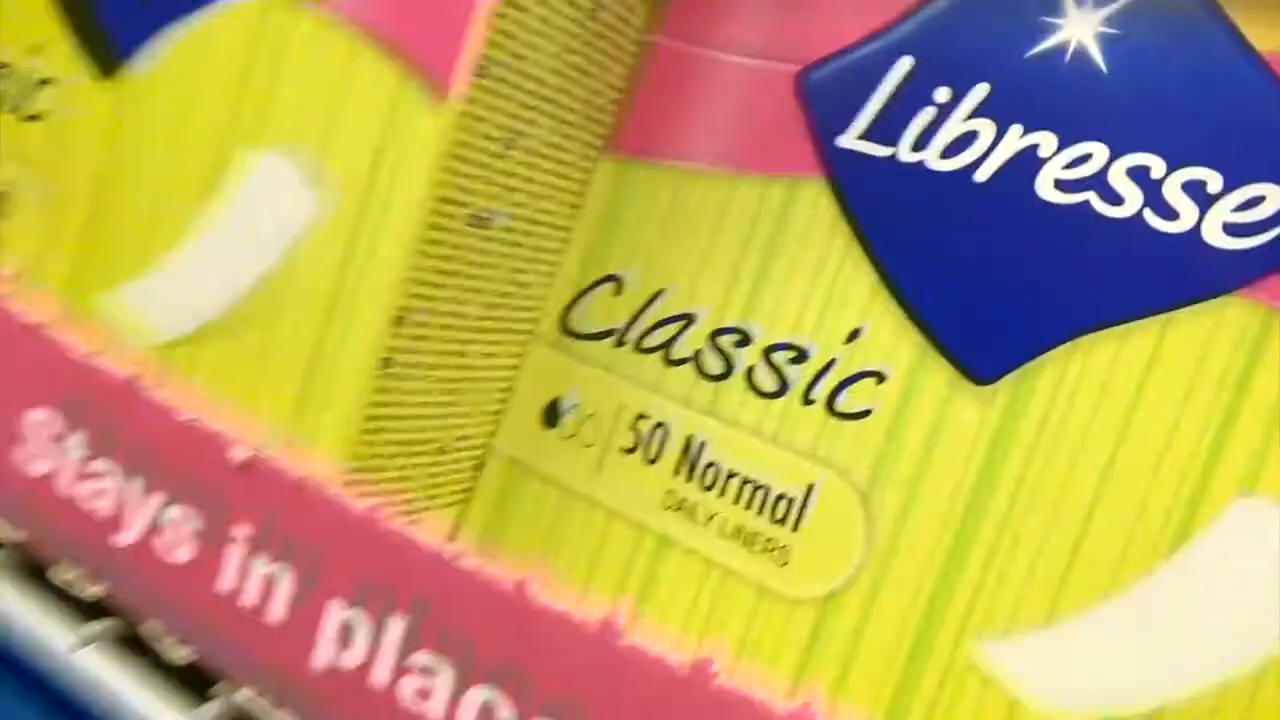 Libresse
Classic
50 Normal
DAILY LINERS
stays in place